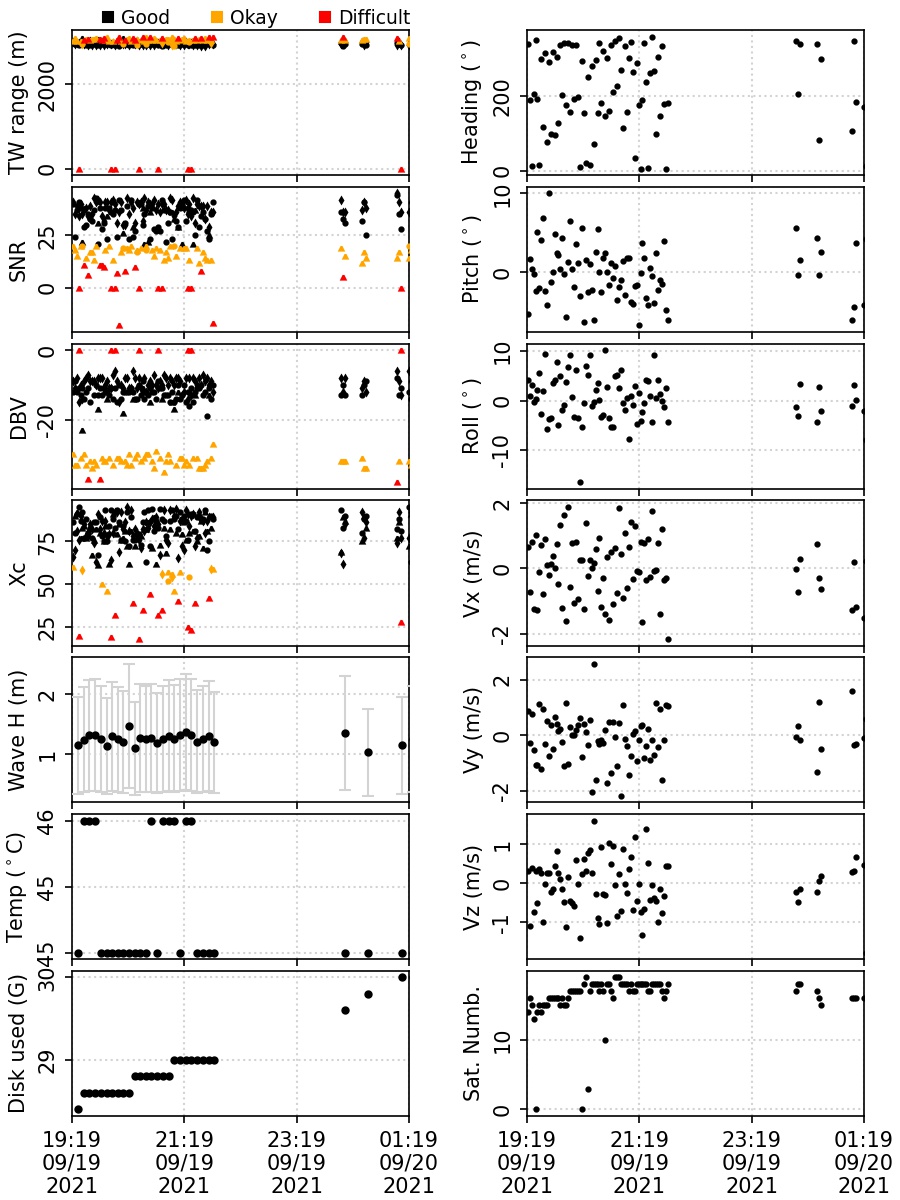 Good Okay Difficult
TW range (m)
2000
0
Heading (°)
200
0
SNR
25
0
Pitch (°)
10
0
DBV
0
-20
Roll (°)
10
0
-10
Xc
75
50
25
Vx (m/s)
2
0
-2
Wave H (m)
2
1
Vy (m/s)
2
0
-2
Temp (°C)
46
45
45
Vz (m/s)
1
0
-1
Disk used (G)
30
29
Sat. Numb.
10
0
19:19 21:19 23:19 01:19
09/19 09/19 09/19 09/20
2021 2021 2021 2021
19:19 21:19 23:19 01:19
09/19 09/19 09/19 09/20
2021 2021 2021 2021